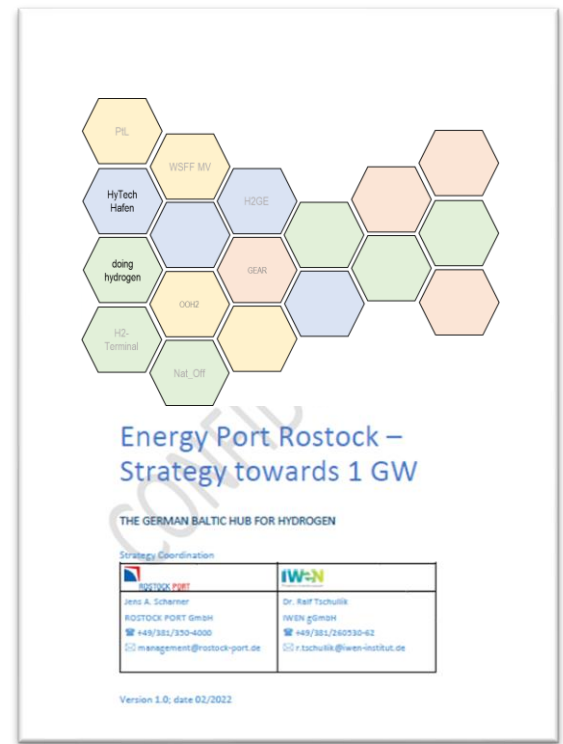 PtL
WSFF MV
HyTech
Hafen
H2GE
doing
hydrogen
GEAR
OOH2
H2-
Terminal
Nat_Off
CONFID
Energy Port Rostock –
Strategy towards 1 GW
THE GERMAN BALTIC HUB FOR HYDROGEN
Strategy Coordination
ROSTOCK PORT
IWEN
Jens A. Scharner
ROSTOCK PORT GmbH
☎ +49/381/350-4000
✉ management@rostock-port.de
Dr. Ralf Tschullik
IWEN gGmbH
☎ +49/381/260530-62
✉ r.tschullik@iwen-institut.de
Version 1.0; date 02/2022